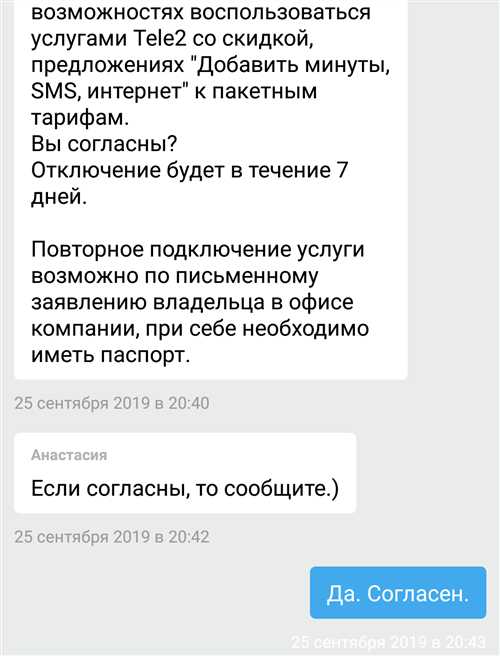 возможностях воспользоваться
услугами Tele2 со скидкой,
предложениях "Добавить минуты,
SMS, интернет" к пакетным
тарифам.
Вы согласны?
Отключение будет в течение 7
дней.
Повторное подключение услуги
возможно по письменному
заявлению владельца в офисе
компании, при себе необходимо
иметь паспорт.
25 сентября 2019 в 20:40
Анастасия
Если согласны, то сообщите.)
25 сентября 2019 в 20:42
Да. Согласен.
25 сентября 2019 в 20:43